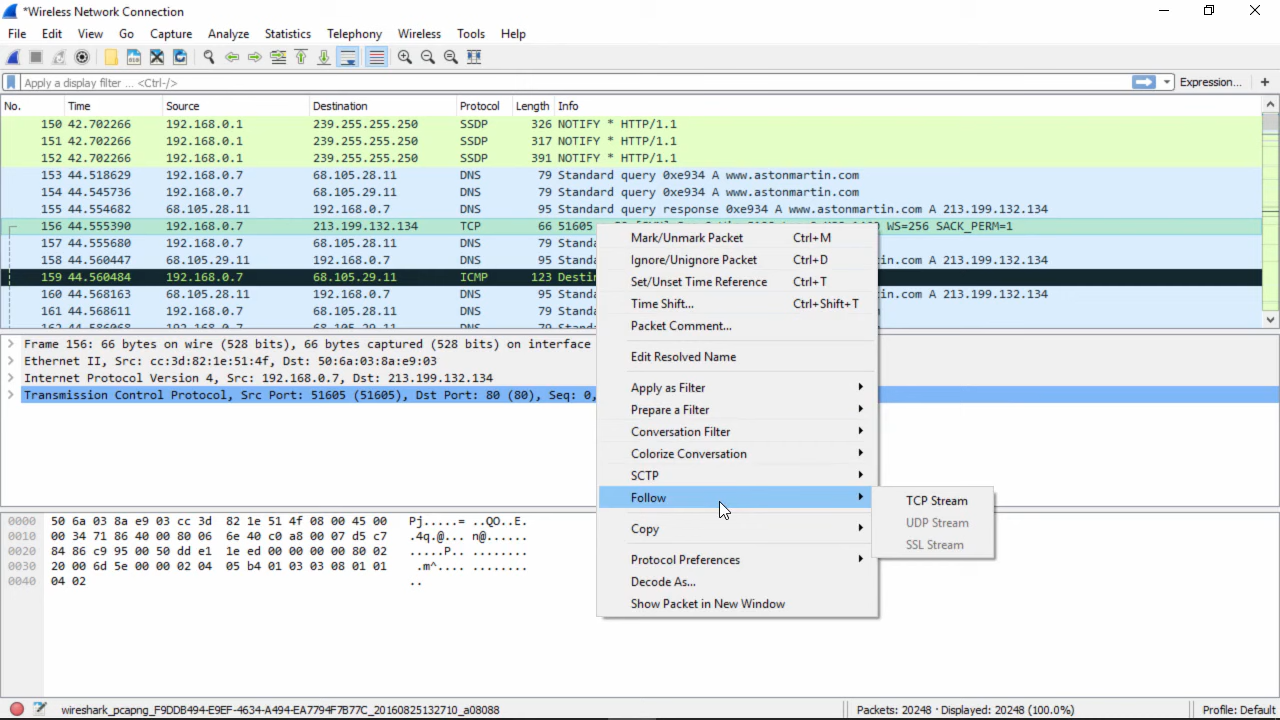 *Wireless Network Connection
File Edit View Go Capture Analyze Statistics Telephony Wireless Tools Help
Apply a display filter ... <Ctrl-/> Expression... +
No. Time Source Destination Protocol Length Info
150 42.702266 192.168.0.1 239.255.255.250 SSDP 326 NOTIFY * HTTP/1.1
151 42.702266 192.168.0.1 239.255.255.250 SSDP 317 NOTIFY * HTTP/1.1
152 42.702266 192.168.0.1 239.255.255.250 SSDP 391 NOTIFY * HTTP/1.1
153 44.518629 192.168.0.7 68.105.28.11 DNS 79 Standard query 0xe934 A www.astonmartin.com
154 44.545736 192.168.0.7 68.105.28.11 DNS 79 Standard query 0xe934 A www.astonmartin.com
155 44.554682 68.105.28.11 192.168.0.7 DNS 95 Standard query response 0xe934 A www.astonmartin.com A 213.199.132.134
156 44.555390 192.168.0.7 213.199.132.134 TCP 66 51605 WS=256 SACK_PERM=1
157 44.555680 192.168.0.7 68.105.28.11 DNS 79 Standa
158 44.560447 68.105.28.11 192.168.0.7 DNS 95 Standa in.com A 213.199.132.134
159 44.560484 192.168.0.7 68.105.29.11 ICMP 123 Destin
160 44.568163 68.105.28.11 192.168.0.7 DNS 95 Standa in.com A 213.199.132.134
161 44.568611 192.168.0.7 68.105.28.11 DNS 79 Standa
Mark/Unmark Packet Ctrl+M
Ignore/Unignore Packet Ctrl+D
Set/Unset Time Reference Ctrl+T
Time Shift... Ctrl+Shift+T
Packet Comment...
Edit Resolved Name
Apply as Filter
Prepare a Filter
Conversation Filter
Colorize Conversation
SCTP
Follow
Copy
Protocol Preferences
Decode As...
Show Packet in New Window
TCP Stream
UDP Stream
SSL Stream
Frame 156: 66 bytes on wire (528 bits), 66 bytes captured (528 bits) on interface
Ethernet II, Src: cc:3d:82:1e:51:4f, Dst: 50:6a:03:8a:e9:03
Internet Protocol Version 4, Src: 192.168.0.7, Dst: 213.199.132.134
Transmission Control Protocol, Src Port: 51605 (51605), Dst Port: 80 (80), Seq: 0,
0000 50 6a 03 8a e9 03 cc 3d 82 1e 51 4f 08 00 45 00 Pj.....= ..QO..E.
0010 00 34 71 86 40 00 80 06 6e 40 c0 a8 00 07 d5 c7 .4q.@... n@......
0020 84 86 c9 95 00 50 dd e1 1e ed 00 00 00 00 80 02 .....P.. ........
0030 20 00 6d 5e 00 00 02 04 05 b4 01 03 03 08 01 01 .m^.... ........
0040 04 02 ..
wireshark_pcapng_F9DDB494-E9EF-4634-A494-EA7794F7B77C_20160825132710_a08088 Packets: 20248 · Displayed: 20248 (100.0%) Profile: Default